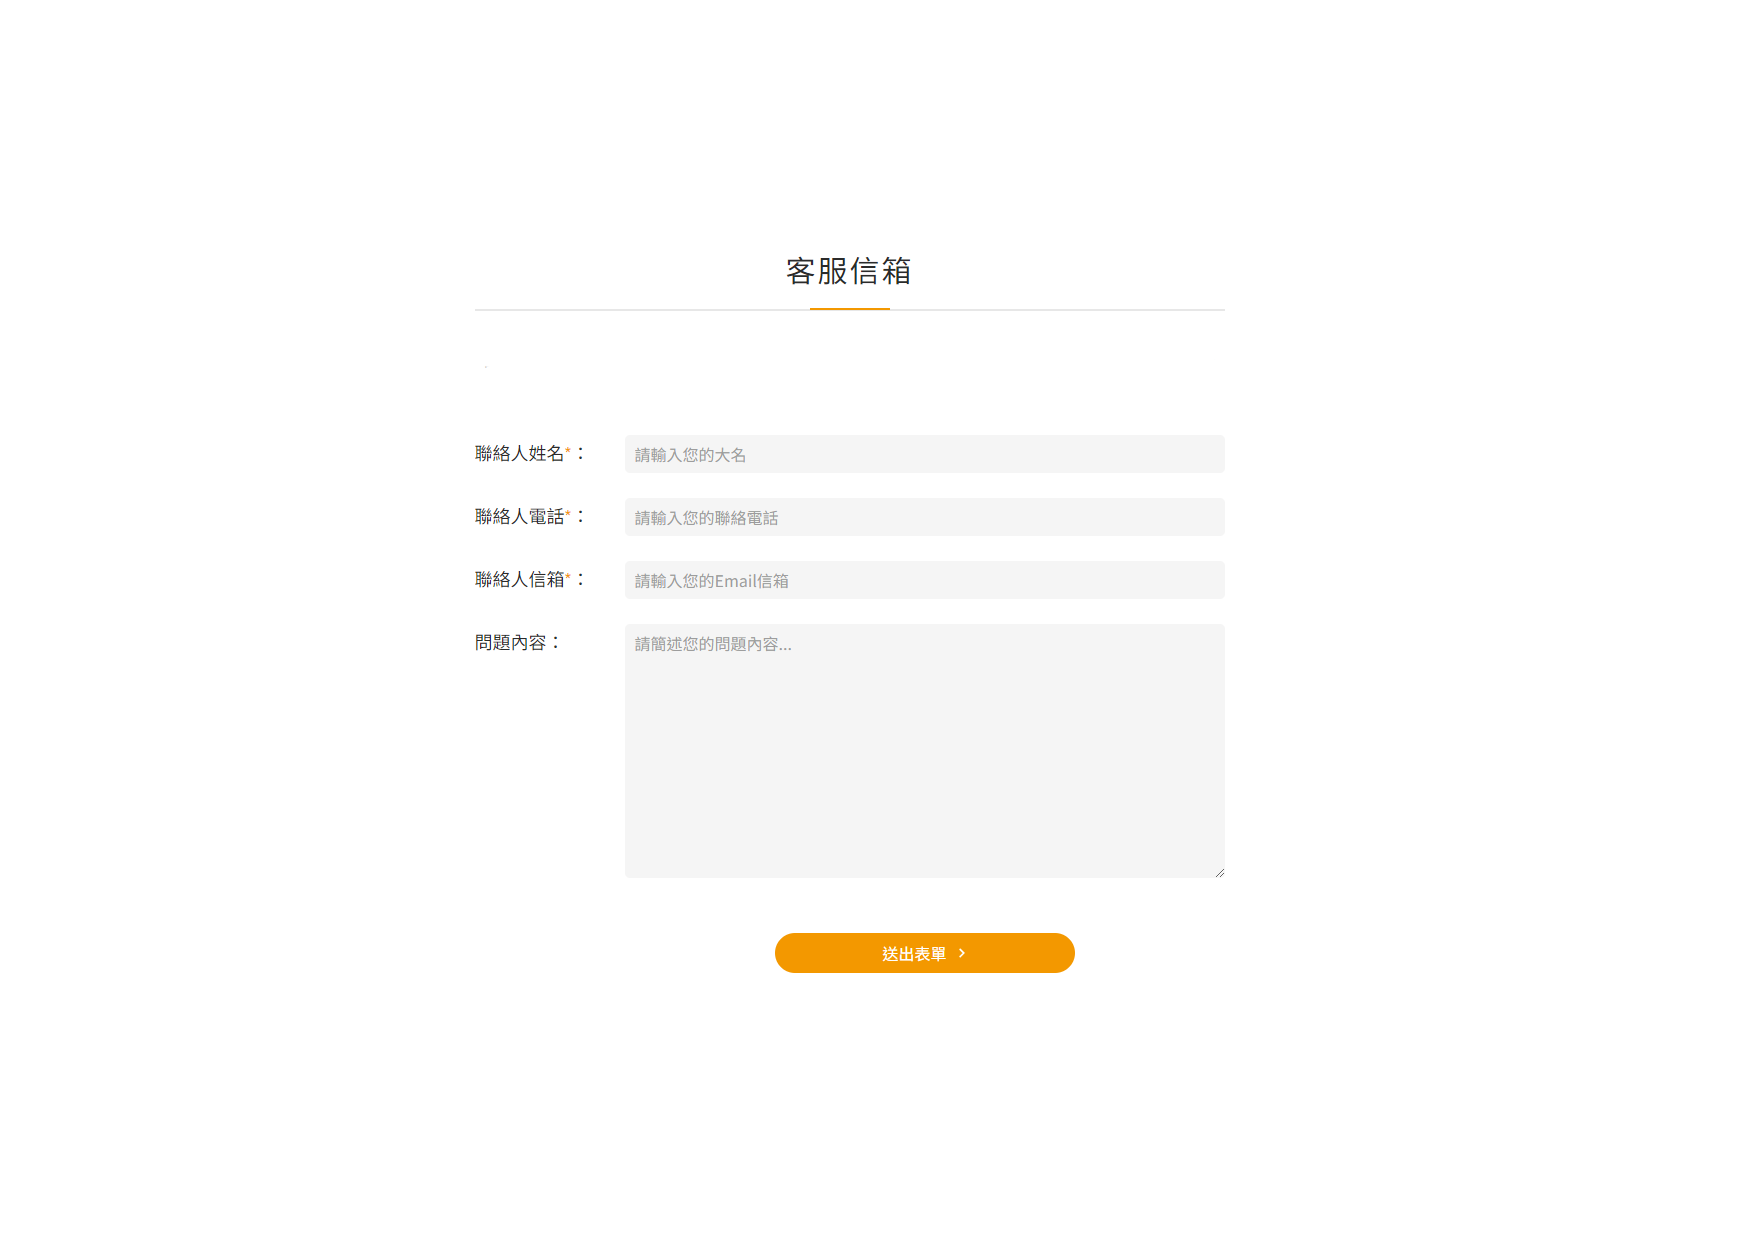 客服信箱
聯絡人姓名*：
請輸入您的大名
聯絡人電話*：
請輸入您的聯絡電話
聯絡人信箱*：
請輸入您的Email信箱
問題內容：
請簡述您的問題內容...
送出表單